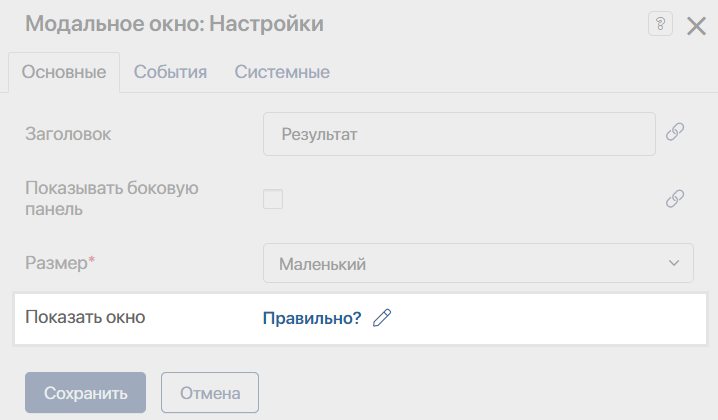 Модальное окно: Настройки
?
Основные События Системные
Заголовок Результат
Показывать боковую
панель
Размер* Маленький
Показать окно Правильно?
Сохранить Отмена